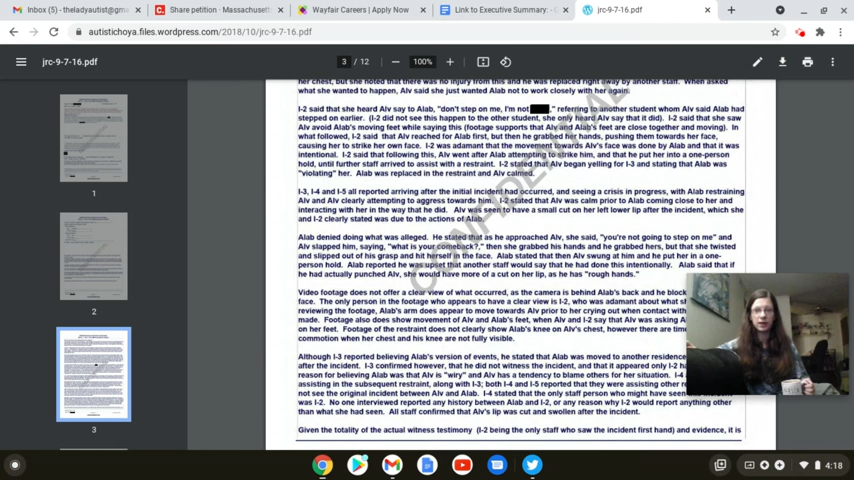 Inbox (5) - theladyautist@gma
Share petition · Massachuset
Wayfair Careers | Apply Now
Link to Executive Summary: - G
jrc-9-7-16.pdf
autistichoya.files.wordpress.com/2018/10/jrc-9-7-16.pdf
jrc-9-7-16.pdf
3 / 12
100%
her chest, but she noted that there was no injury from this and he was replaced right away by another staff. When asked
what she wanted to happen, Alv said she just wanted Alab not to work closely with her again.
I-2 said that she heard Alv say to Alab, "don't step on me, I'm not," referring to another student whom Alv said Alab had
stepped on earlier. (I-2 did not see this happen to the other student, she only heard Alv say that it did). I-2 said that she saw
Alv avoid Alab's moving feet while saying this (footage supports that Alv and Alab's feet are close together and moving). In
what followed, I-2 said that Alv reached for Alab first, but then he grabbed her hands, pushing them towards her face,
causing her to strike her own face. I-2 was adamant that the movement towards Alv's face was done by Alab and that it was
intentional. I-2 said that following this, Alv went after Alab attempting to strike him, and that he put her into a one-person
hold, until further staff arrived to assist with a restraint. I-2 stated that Alv began yelling for I-3 and stating that Alab was
"violating" her. Alab was replaced in the restraint and Alv calmed.
I-3, I-4 and I-5 all reported arriving after the initial incident had occurred, and seeing a crisis in progress, with Alab restraining
Alv and Alv clearly attempting to aggress towards him. I-2 stated that Alv was calm prior to Alab coming close to her and
interacting with her in the way that he did. Alv was seen to have a small cut on her left lower lip after the incident, which she
and I-2 clearly stated was due to the actions of Alab.
Alab denied doing what was alleged. He stated that as he approached Alv, she said, "you're not going to step on me" and
Alv slapped him, saying, "what is your comeback?," then she grabbed his hands and he grabbed hers, but that she twisted
and slipped out of his grasp and hit herself in the face. Alab stated that then Alv swung at him and he put her in a one-
person hold. Alab reported he was upset that another staff would say that he had done this intentionally. Alab said that if
he had actually punched Alv, she would have more of a cut on her lip, as he has "rough hands."
Video footage does not offer a clear view of what occurred, as the camera is behind Alab's back and he block
face. The only person in the footage who appears to have a clear view is I-2, who was adamant about what sh
reviewing the footage, Alab's arm does appear to move towards Alv prior to her crying out when contact with
made. Footage also does show movement of Alv and Alab's feet, when Alv and I-2 say that Alv was asking Al
on her feet. Footage of the restraint does not clearly show Alab's knee on Alv's chest, however there are time
commotion when her chest and his knee are not fully visible.
Although I-3 reported believing Alab's version of events, he stated that Alab was moved to another residence
after the incident. I-3 confirmed however, that he did not witness the incident, and that it appeared only I-2 ha
reason for believing Alab was that Alv is "wiry" and Alv has a tendency to blame others for her situation. I-4
assisting in the subsequent restraint, along with I-3; both I-4 and I-5 reported that they were assisting other re
not see the original incident between Alv and Alab. I-4 stated that the only staff person who might have seen
was I-2. No one interviewed reported any history between Alab and I-2, or any reason why I-2 would report anything other
than what she had seen. All staff confirmed that Alv's lip was cut and swollen after the incident.
Given the totality of the actual witness testimony (I-2 being the only staff who saw the incident first hand) and evidence, it is
CONFIDENTIAL
1
2
3
4:18